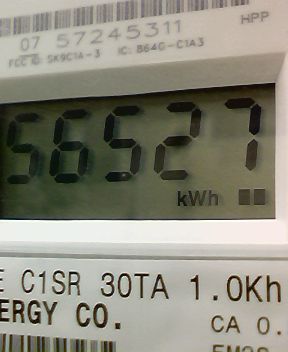 HPP
07 57245311
FCC ID: SK9C1A-3 IC: 864G-C1A3
56527
kWh
E C1SR 30TA 1.0Kh
ERGY CO.
CA 0.